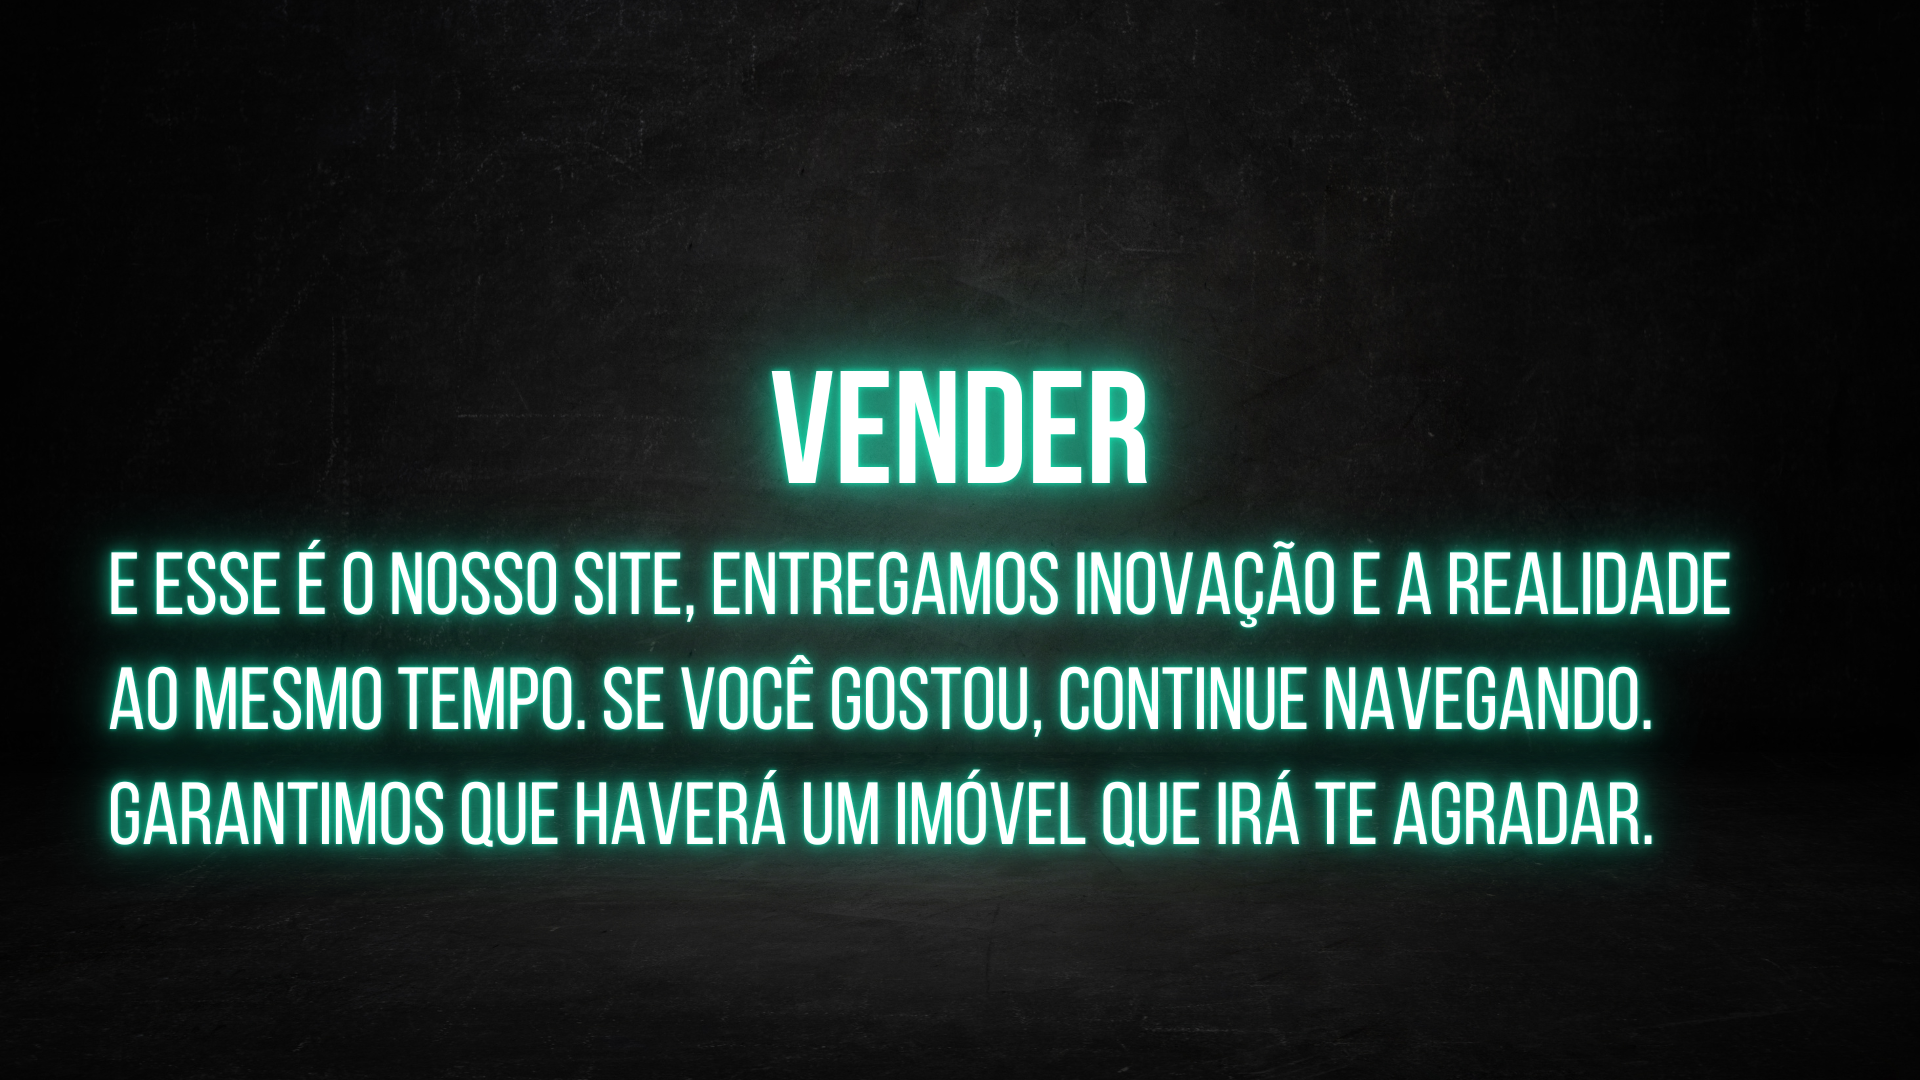 VENDER
E ESSE É O NOSSO SITE, ENTREGAMOS INOVAÇÃO E A REALIDADE
AO MESMO TEMPO. SE VOCÊ GOSTOU, CONTINUE NAVEGANDO.
GARANTIMOS QUE HAVERÁ UM IMÓVEL QUE IRÁ TE AGRADAR.